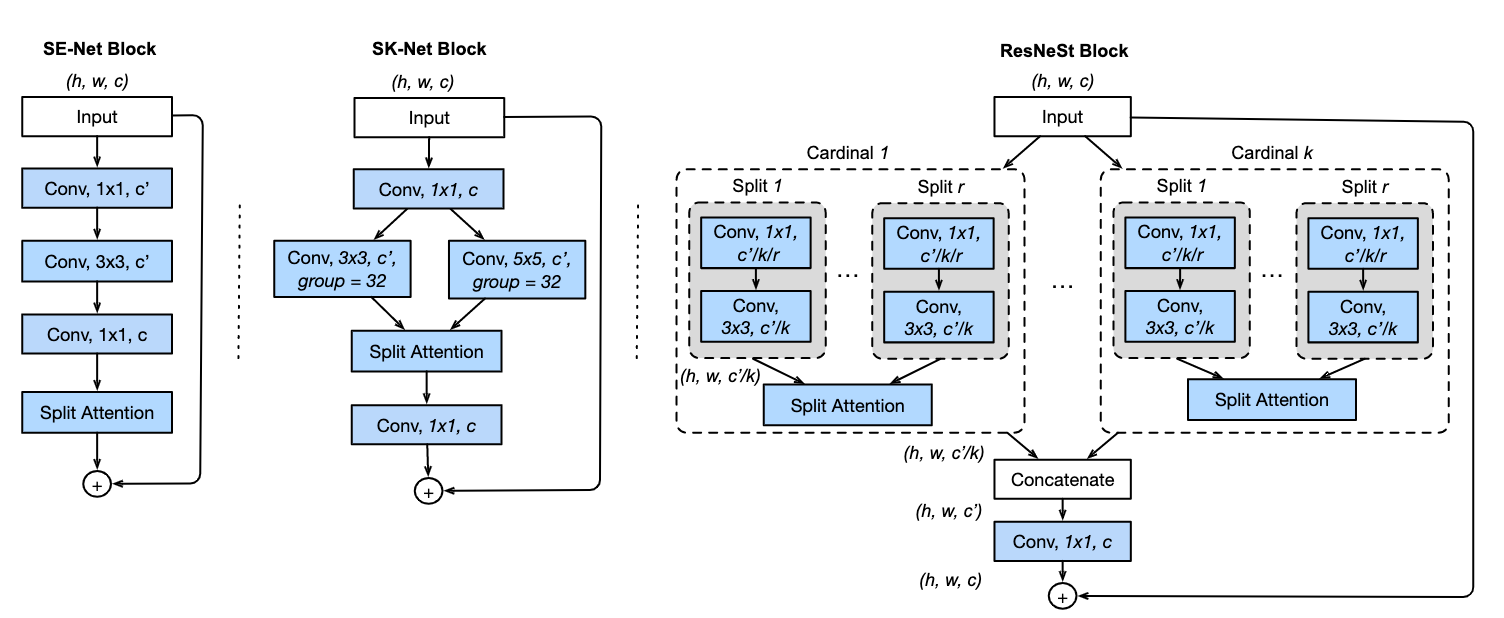 SE-Net Block
(h, w, c)
Input
Conv, 1x1, c’
Conv, 3x3, c’
Conv, 1x1, c
Split Attention
+
SK-Net Block
(h, w, c)
Input
Conv, 1x1, c
Conv, 3x3, c’,
group = 32
Conv, 5x5, c’,
group = 32
Split Attention
Conv, 1x1, c
+
ResNeSt Block
(h, w, c)
Input
Cardinal 1
Split 1
Conv, 1x1,
c’/k/r
Conv,
3x3, c’/k
...
Split r
Conv, 1x1,
c’/k/r
Conv,
3x3, c’/k
(h, w, c’/k)
Split Attention
...
Cardinal k
Split 1
Conv, 1x1,
c’/k/r
Conv,
3x3, c’/k
...
Split r
Conv, 1x1,
c’/k/r
Conv,
3x3, c’/k
Split Attention
(h, w, c’/k)
Concatenate
(h, w, c’)
Conv, 1x1, c
(h, w, c)
+